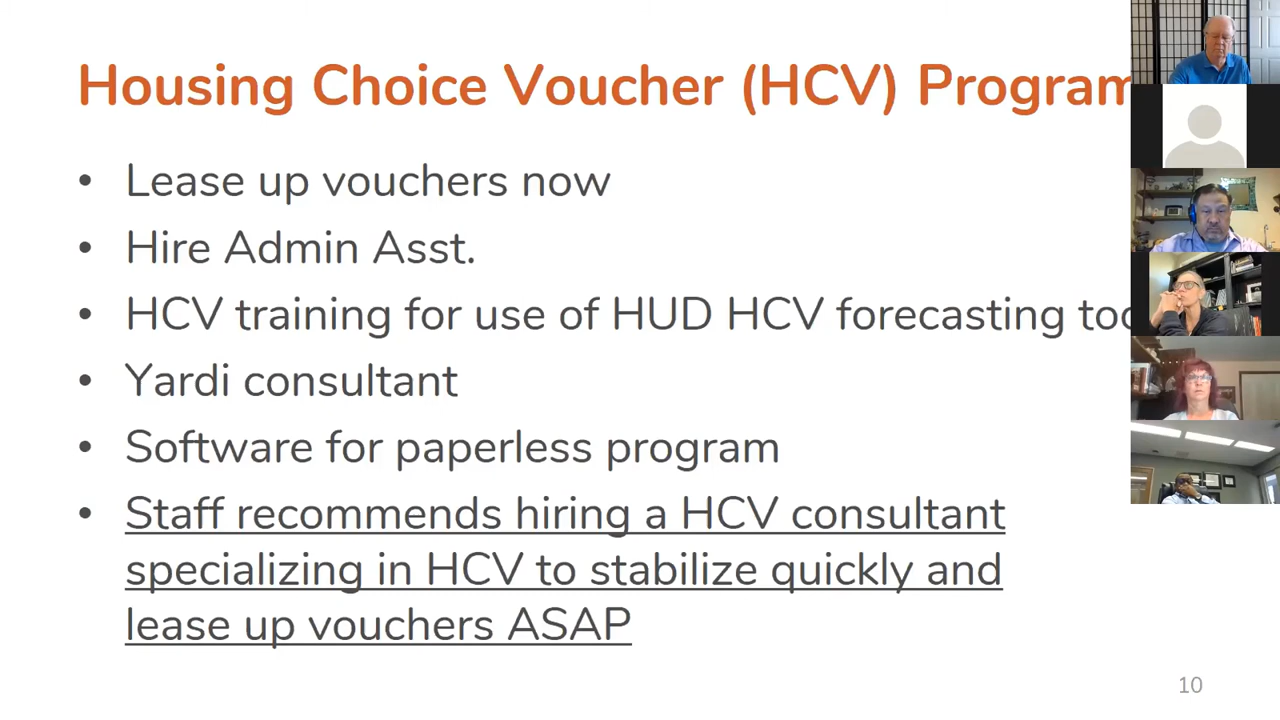 Housing Choice Voucher (HCV) Program
• Lease up vouchers now
• Hire Admin Asst.
• HCV training for use of HUD HCV forecasting
• Yardi consultant
• Software for paperless program
• Staff recommends hiring a HCV consultant
specializing in HCV to stabilize quickly and
lease up vouchers ASAP
10